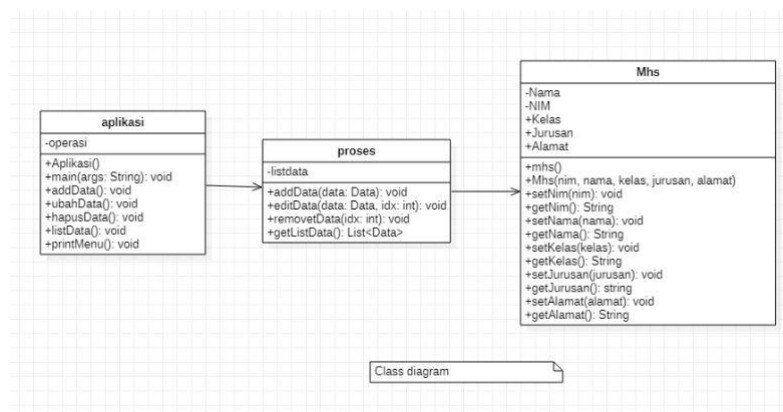 aplikasi
-operasi
+Aplikasi()
+main(args: String): void
+addData(): void
+ubahData(): void
+hapusData(): void
+listData(): void
+printMenu(): void
proses
-listdata
+addData(data: Data): void
+editData(data: Data, idx: int): void
+removetData(idx: int): void
+getListData(): List<Data>
Mhs
-Nama
-NIM
+Kelas
+Jurusan
+Alamat
+mhs()
+Mhs(nim, nama, kelas, jurusan, alamat)
+setNim(nim): void
+getNim(): String
+setNama(nama): void
+getNama(): String
+setKelas(kelas): void
+getKelas(): String
+setJurusan(jurusan): void
+getJurusan(): string
+setAlamat(alamat): void
+getAlamat(): String
Class diagram